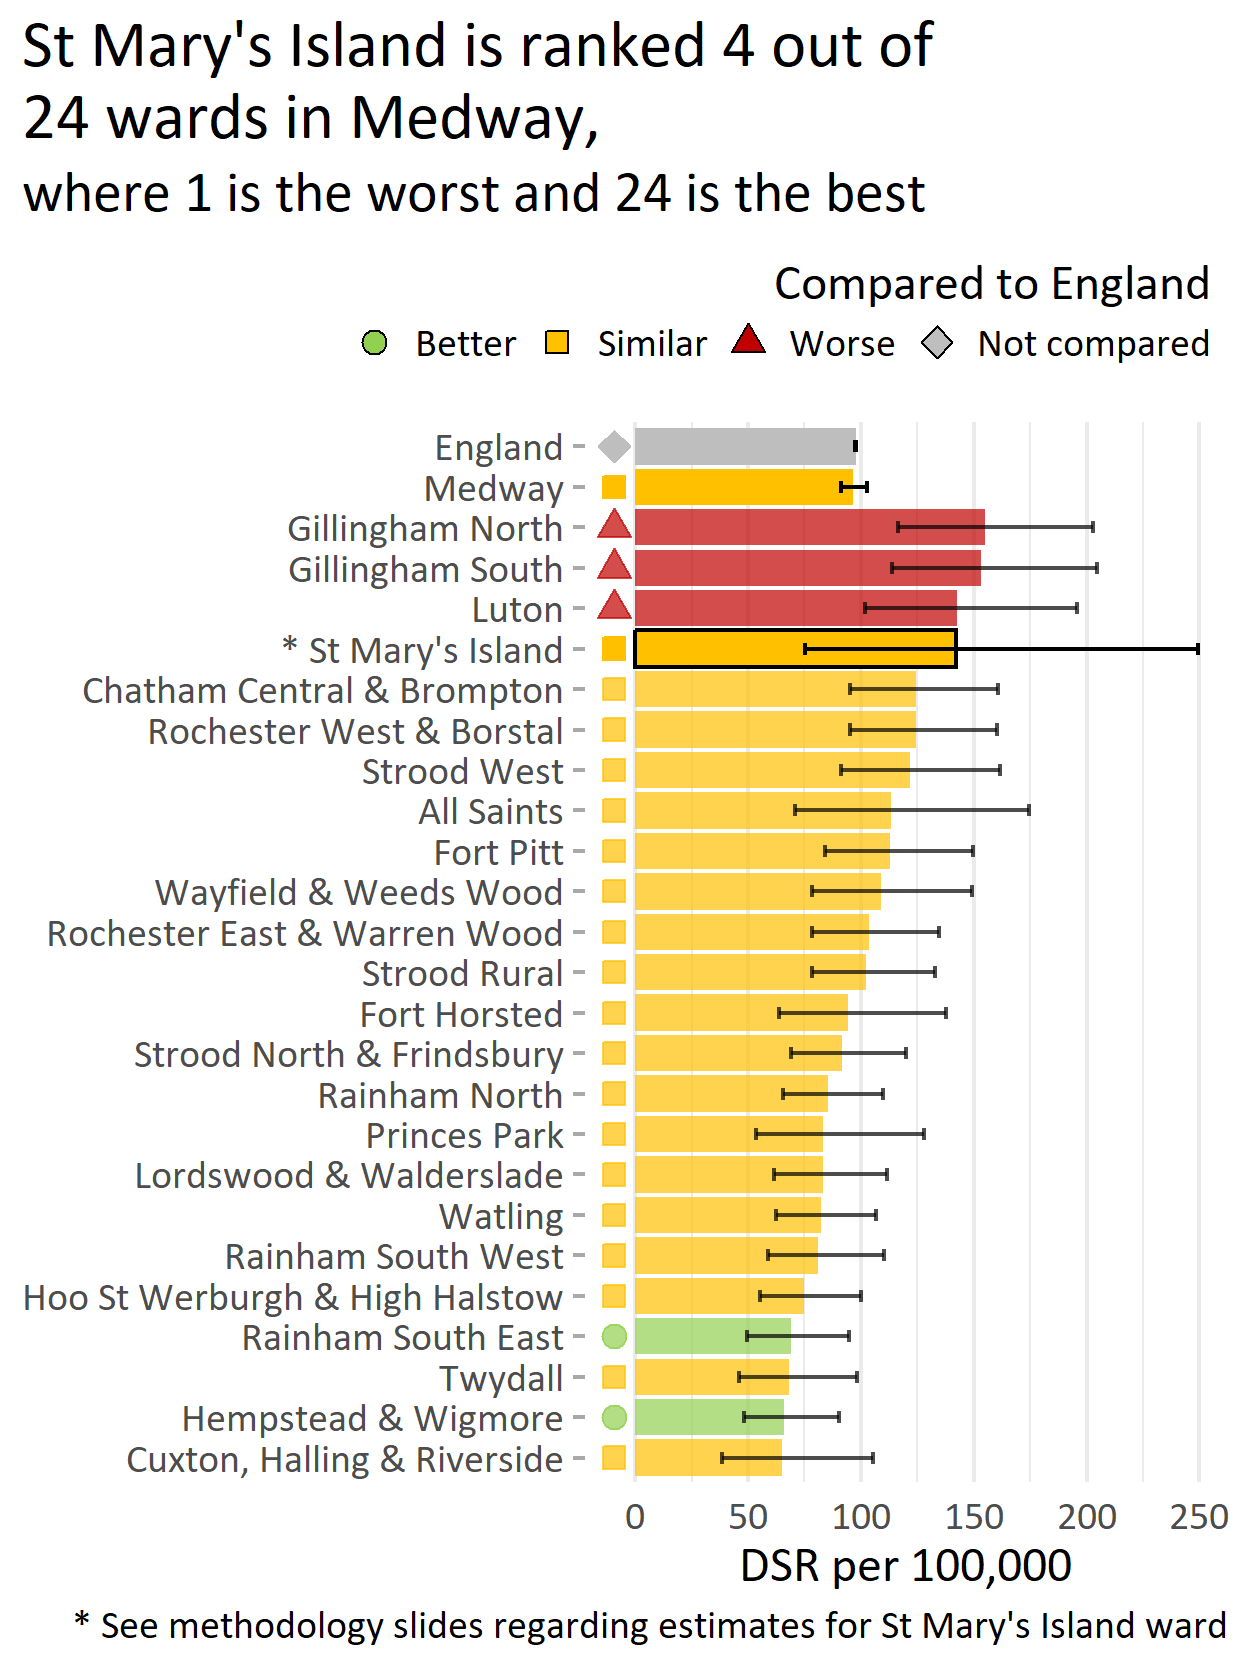 St Mary's Island is ranked 4 out of
24 wards in Medway,
where 1 is the worst and 24 is the best
Compared to England
Better Similar Worse Not compared
England
Medway
Gillingham North
Gillingham South
Luton
* St Mary's Island
Chatham Central & Brompton
Rochester West & Borstal
Strood West
All Saints
Fort Pitt
Wayfield & Weeds Wood
Rochester East & Warren Wood
Strood Rural
Fort Horsted
Strood North & Frindsbury
Rainham North
Princes Park
Lordswood & Walderslade
Watling
Rainham South West
Hoo St Werburgh & High Halstow
Rainham South East
Twydall
Hempstead & Wigmore
Cuxton, Halling & Riverside
0 50 100 150 200 250
DSR per 100,000
* See methodology slides regarding estimates for St Mary's Island ward